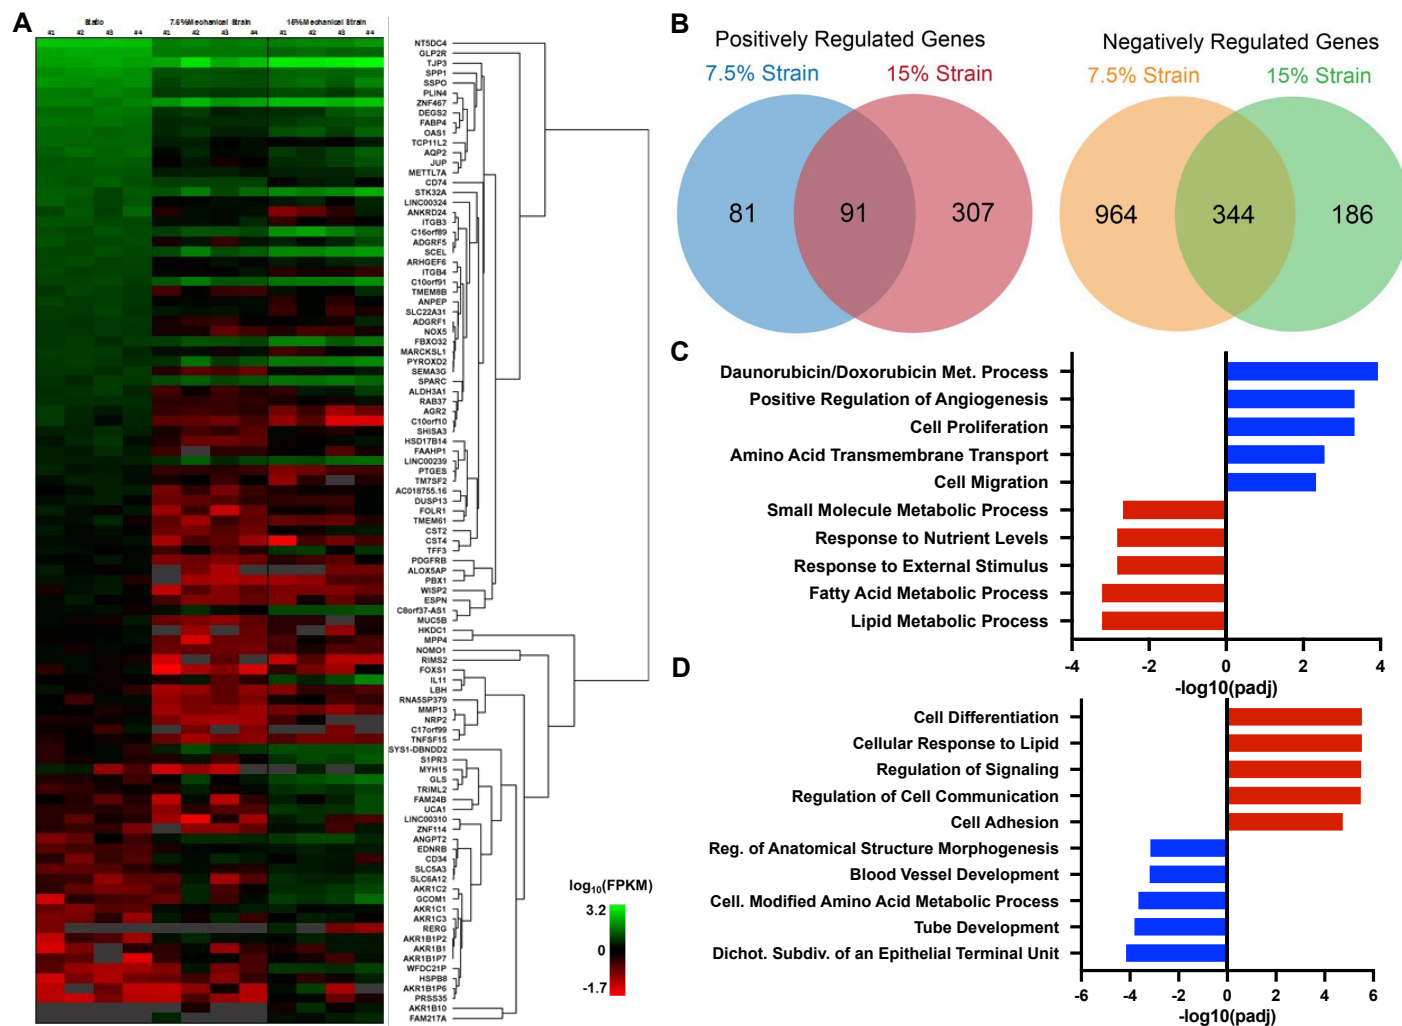 A
Static
7.5%Mechanical Strain
15%Mechanical Strain
#1 #2 #3 #4 #1 #2 #3 #4 #1 #2 #3 #4
NT5DC4
GLP2R
TJP3
SPP1
SSPO
PLIN4
ZNF467
DEGS2
FABP4
OAS1
TCP11L2
AQP2
JUP
METTL7A
CD74
STK32A
LINC00324
ANKRD24
ITGB3
C16orf89
ADGRF5
SCEL
ARHGEF6
ITGB4
C10orf91
TMEM8B
ANPEP
SLC22A31
ADGRF1
NOX5
FBXO32
MARCKSL1
PYROXD2
SEMA3G
SPARC
ALDH3A1
RAB37
AGR2
C10orf10
SHISA3
HSD17B14
FAAHP1
LINC00239
PTGES
TM7SF2
AC018755.16
DUSP13
FOLR1
TMEM61
CST2
CST4
TFF3
PDGFRB
ALOX5AP
PBX1
WISP2
ESPN
C8orf37-AS1
MUC5B
HKDC1
MPP4
NOMO1
RIMS2
FOXS1
IL11
LBH
RNA5SP379
MMP13
NRP2
C17orf99
TNFSF15
SYS1-DBNDD2
S1PR3
MYH15
GLS
TRIML2
FAM24B
UCA1
LINC00310
ZNF114
ANGPT2
EDNRB
CD34
SLC5A3
SLC6A12
AKR1C2
GCOM1
AKR1C1
AKR1C3
RERG
AKR1B1P2
AKR1B1
AKR1B1P7
WFDC21P
HSPB8
AKR1B1P6
PRSS35
AKR1B10
FAM217A
log10(FPKM)
3.2
0
-1.7
B
Positively Regulated Genes
7.5% Strain 15% Strain
81 91 307
Negatively Regulated Genes
7.5% Strain 15% Strain
964 344 186
C
Daunorubicin/Doxorubicin Met. Process
Positive Regulation of Angiogenesis
Cell Proliferation
Amino Acid Transmembrane Transport
Cell Migration
Small Molecule Metabolic Process
Response to Nutrient Levels
Response to External Stimulus
Fatty Acid Metabolic Process
Lipid Metabolic Process
-4 -2 0 2 4
-log10(padj)
D
Cell Differentiation
Cellular Response to Lipid
Regulation of Signaling
Regulation of Cell Communication
Cell Adhesion
Reg. of Anatomical Structure Morphogenesis
Blood Vessel Development
Cell. Modified Amino Acid Metabolic Process
Tube Development
Dichot. Subdiv. of an Epithelial Terminal Unit
-6 -4 -2 0 2 4 6
-log10(padj)